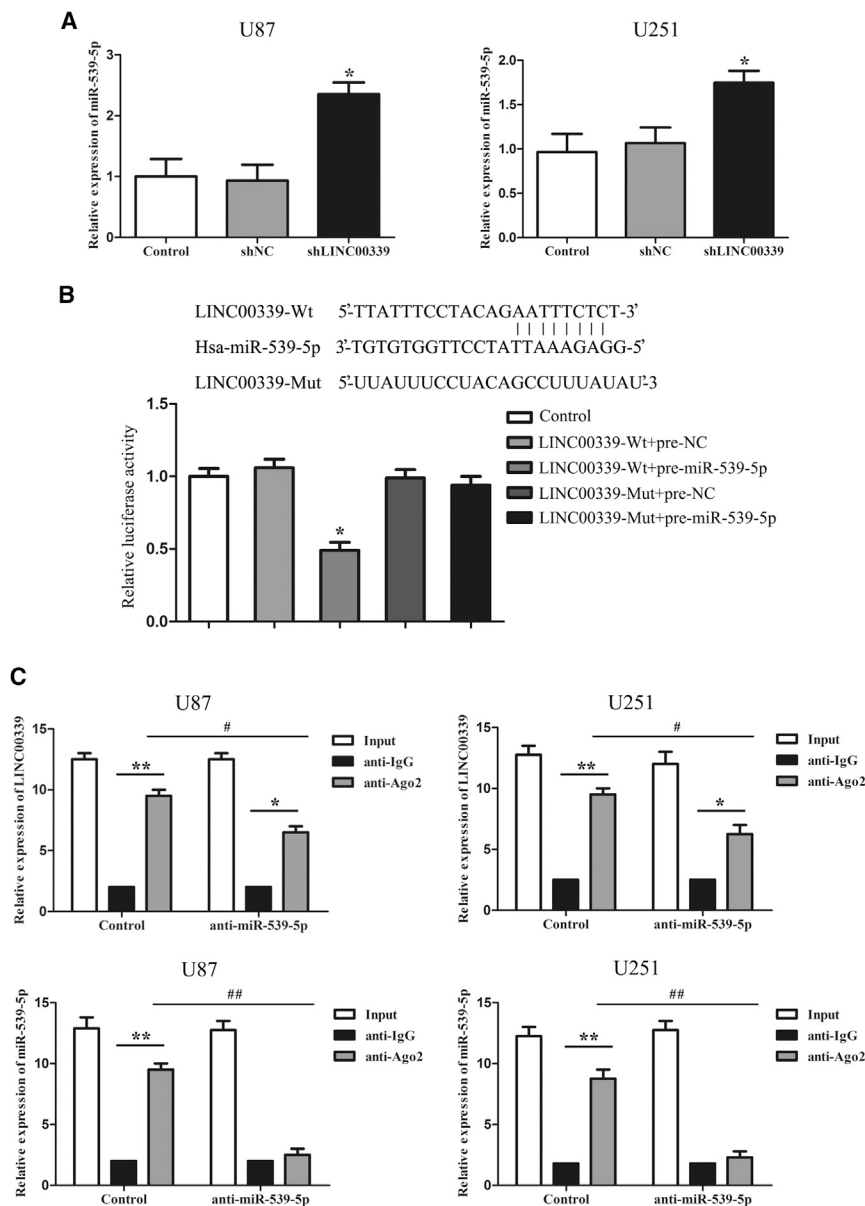 A
U87
Relative expression of miR-539-5p
3
2
1
0
*
Control
shNC
shLINC00339
U251
Relative expression of miR-539-5p
2.0
1.5
1.0
0.5
0.0
*
Control
shNC
shLINC00339
B
LINC00339-Wt 5'-TTATTTCCTACAGAATTTCTCT-3'
Hsa-miR-539-5p 3'-TGTGTGGTTCCTATTAAAGAGG-5'
LINC00339-Mut 5'-UUAUUUCCUACAGCCUUUAUAU'-3
Relative luciferase activity
1.5
1.0
0.5
0.0
*
Control
LINC00339-Wt+pre-NC
LINC00339-Wt+pre-miR-539-5p
LINC00339-Mut+pre-NC
LINC00339-Mut+pre-miR-539-5p
C
U87
Relative expression of LINC00339
15
10
5
0
#
**
*
Control
anti-miR-539-5p
Input
anti-IgG
anti-Ago2
U251
Relative expression of LINC00339
15
10
5
0
#
**
*
Control
anti-miR-539-5p
Input
anti-IgG
anti-Ago2
U87
Relative expression of miR-539-5p
15
10
5
0
##
**
Control
anti-miR-539-5p
Input
anti-IgG
anti-Ago2
U251
Relative expression of miR-539-5p
15
10
5
0
##
**
Control
anti-miR-539-5p
Input
anti-IgG
anti-Ago2